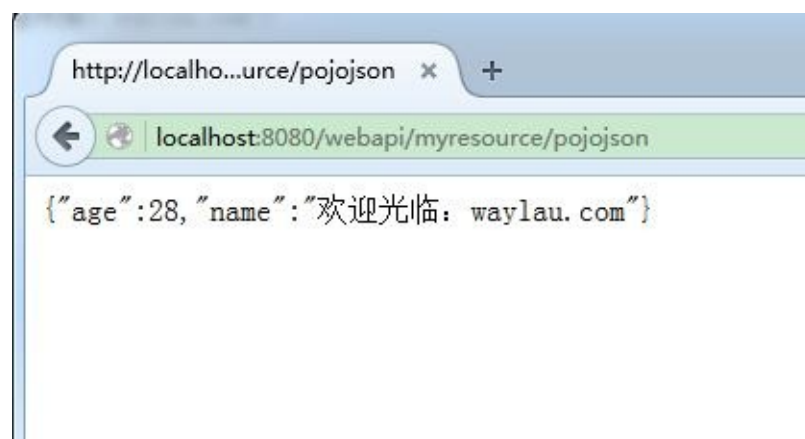 http://localho...urce/pojojson
localhost:8080/webapi/myresource/pojojson
{"age":28,"name":"欢迎光临：waylau.com"}